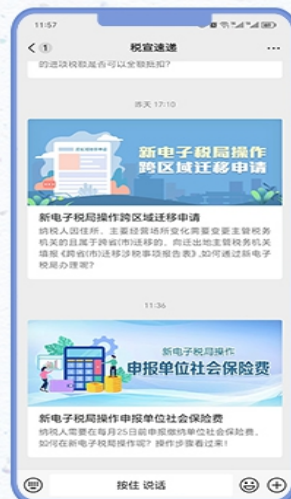 11:57
1
税宣速递
的进项税额是否可以全额抵扣?
昨天 17:10
新电子税局操作
跨区域迁移申请
新电子税局操作跨区域迁移申请
纳税人因住所、主要经营场所变化需要变更主管税务
机关的且属于跨省(市)迁移的，向迁出地主管税务机关
填报《跨省(市)迁移涉税事项报告表》,如何通过新电子
税局办理呢?
11:36
新电子税局操作
申报单位社会保险费
新电子税局操作申报单位社会保险费
纳税人需要在每月25日前申报缴纳单位社会保险费，
如何在新电子税局操作呢？操作步骤看过来！
按住 说话